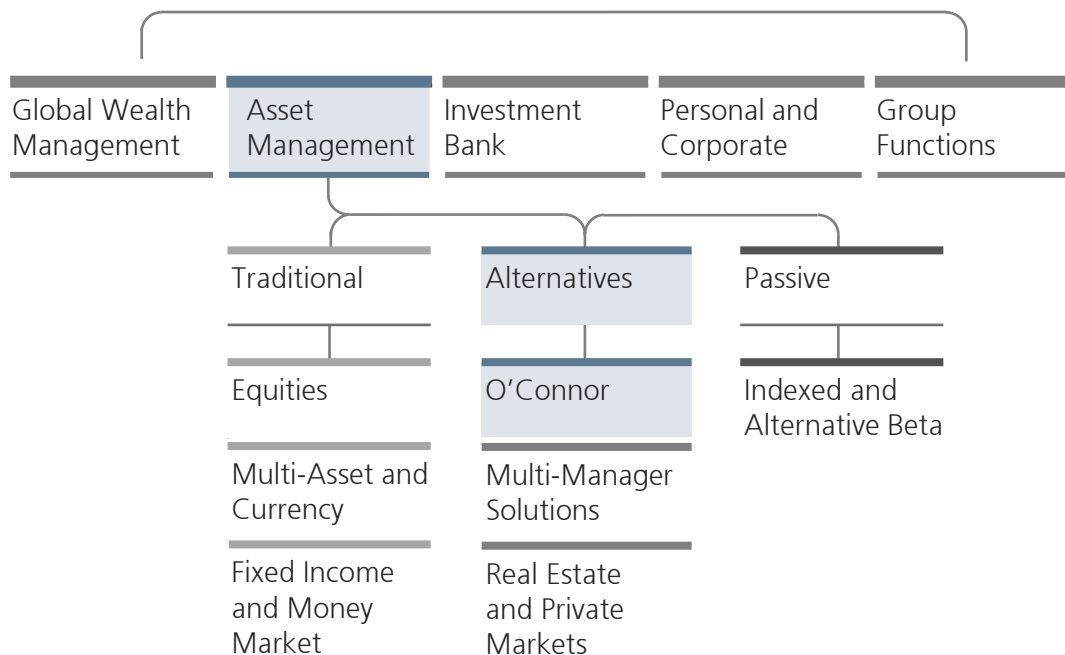 Global Wealth
Management
Asset
Management
Investment
Bank
Personal and
Corporate
Group
Functions
Traditional
Alternatives
Passive
Equities
O’Connor
Indexed and
Alternative Beta
Multi-Asset and
Currency
Multi-Manager
Solutions
Fixed Income
and Money
Market
Real Estate
and Private
Markets